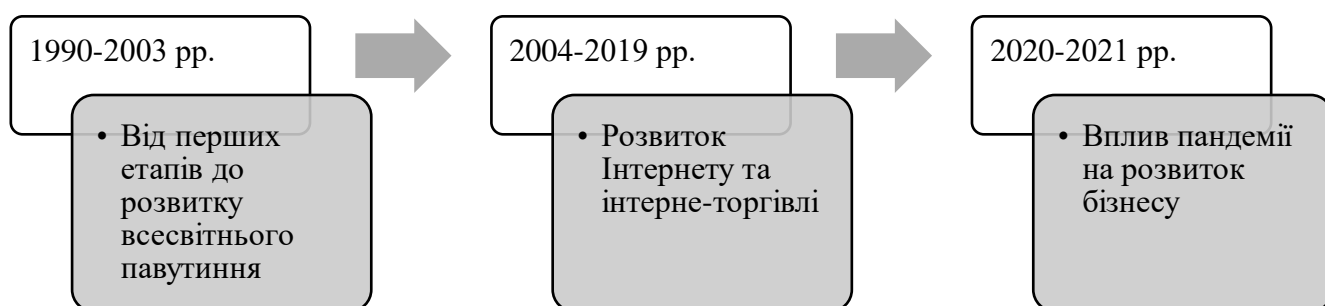 1990-2003 рр.
• Від перших
етапів до
розвитку
всесвітнього
павутиння
2004-2019 рр.
• Розвиток
Інтернету та
інтерне-торгівлі
2020-2021 рр.
• Вплив пандемії
на розвиток
бізнесу